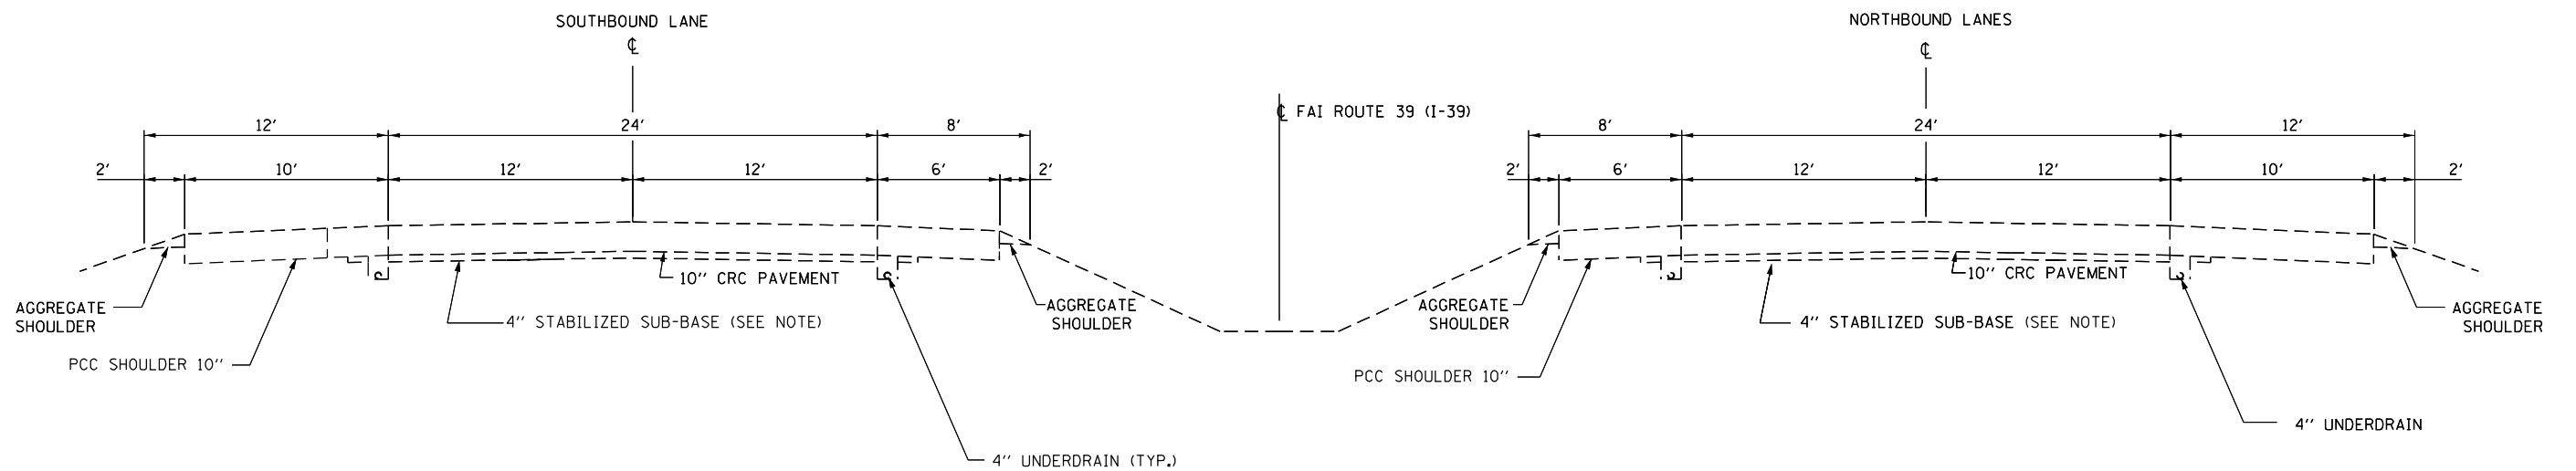 SOUTHBOUND LANE
℄
NORTHBOUND LANES
℄
℄ FAI ROUTE 39 (I-39)
12' 24' 8'
2' 10' 12' 12' 6' 2'
8' 24' 12'
2' 6' 12' 12' 10' 2'
AGGREGATE
SHOULDER
PCC SHOULDER 10''
4'' STABILIZED SUB-BASE (SEE NOTE)
10'' CRC PAVEMENT
AGGREGATE
SHOULDER
4'' UNDERDRAIN (TYP.)
AGGREGATE
SHOULDER
PCC SHOULDER 10''
4'' STABILIZED SUB-BASE (SEE NOTE)
10'' CRC PAVEMENT
AGGREGATE
SHOULDER
4'' UNDERDRAIN